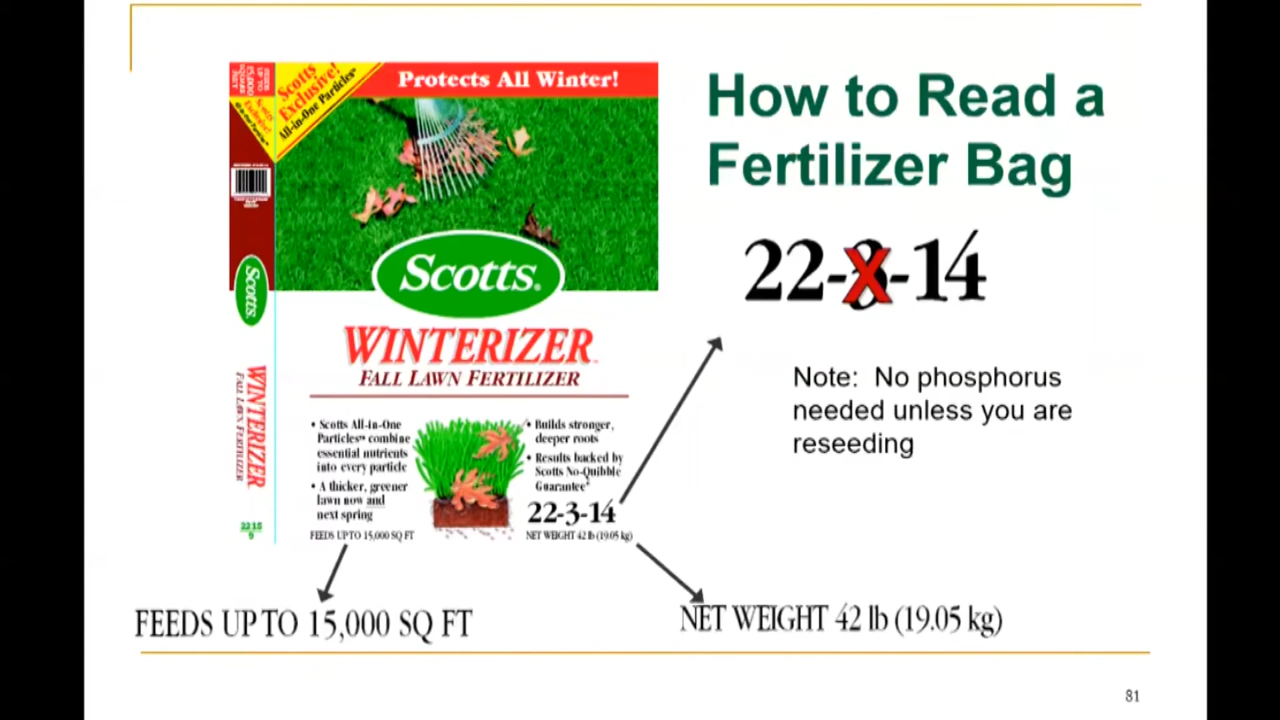 How to Read a
Fertilizer Bag
22-3-14
Note: No phosphorus
needed unless you are
reseeding
Protects All Winter!
Scotts
Exclusive!
All-in-One Particles™
Scotts®
WINTERIZER™
FALL LAWN FERTILIZER
• Scotts All-in-One
Particles™ combine
essential nutrients
into every particle
• A thicker, greener
lawn now and
next spring
FEEDS UP TO 15,000 SQ FT
• Builds stronger,
deeper roots
• Results backed by
Scotts No-Quibble
Guarantee
22-3-14
NET WEIGHT 42 lb (19.05 kg)
Scotts
WINTERIZER
FALL LAWN FERTILIZER
FEEDS UP TO 15,000 SQ FT
NET WEIGHT 42 lb (19.05 kg)
81